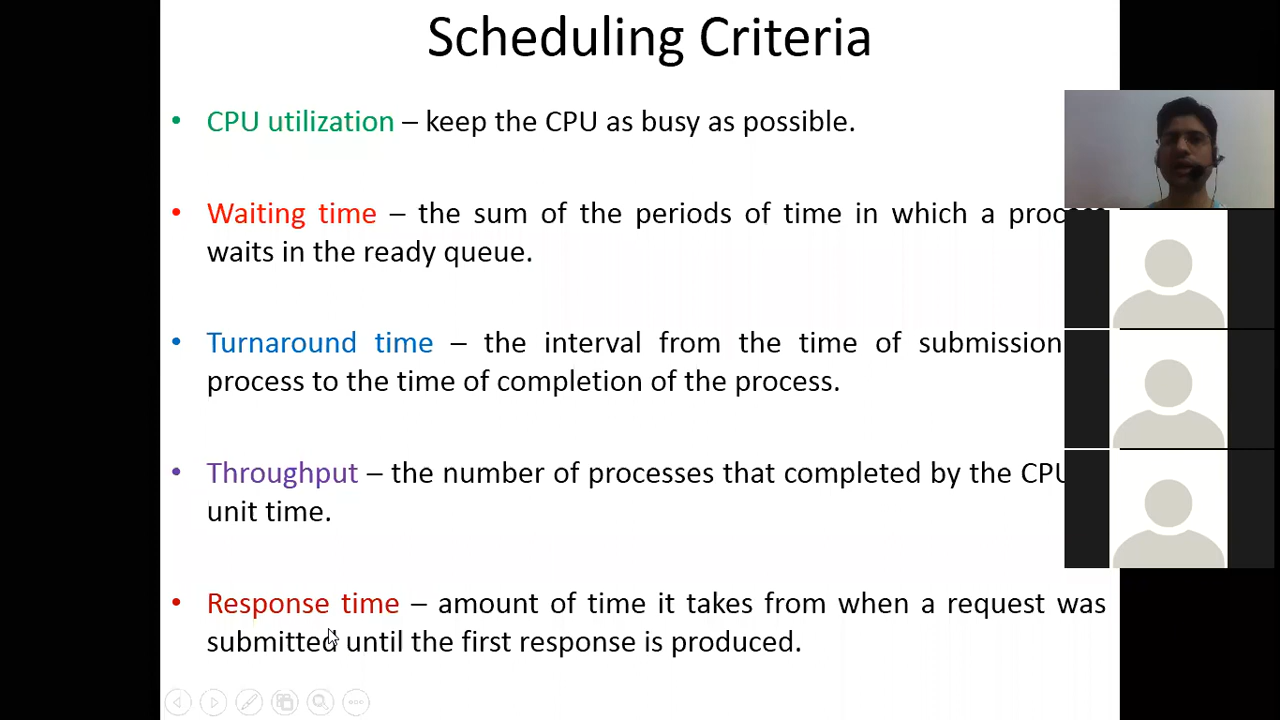 Scheduling Criteria
• CPU utilization – keep the CPU as busy as possible.
• Waiting time – the sum of the periods of time in which a process
waits in the ready queue.
• Turnaround time – the interval from the time of submission
process to the time of completion of the process.
• Throughput – the number of processes that completed by the CPU
unit time.
• Response time – amount of time it takes from when a request was
submitted until the first response is produced.